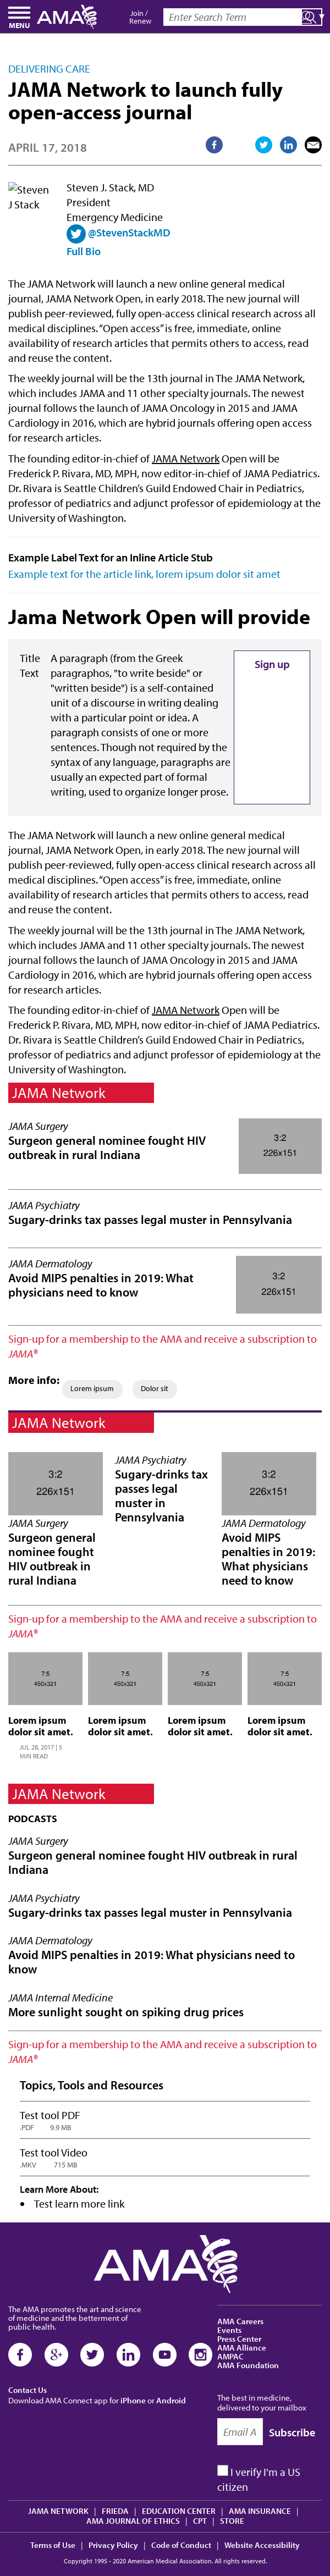 MENU
AMA
Join /
Renew
Enter Search Term
DELIVERING CARE
JAMA Network to launch fully
open-access journal
APRIL 17, 2018
Steven
J Stack
Steven J. Stack, MD
President
Emergency Medicine
@StevenStackMD
Full Bio
The JAMA Network will launch a new online general medical
journal, JAMA Network Open, in early 2018. The new journal will
publish peer-reviewed, fully open-access clinical research across all
medical disciplines. “Open access” is free, immediate, online
availability of research articles that permits others to access, read
and reuse the content.
The weekly journal will be the 13th journal in The JAMA Network,
which includes JAMA and 11 other specialty journals. The newest
journal follows the launch of JAMA Oncology in 2015 and JAMA
Cardiology in 2016, which are hybrid journals offering open access
for research articles.
The founding editor-in-chief of JAMA Network Open will be
Frederick P. Rivara, MD, MPH, now editor-in-chief of JAMA Pediatrics.
Dr. Rivara is Seattle Children’s Guild Endowed Chair in Pediatrics,
professor of pediatrics and adjunct professor of epidemiology at the
University of Washington.
Example Label Text for an Inline Article Stub
Example text for the article link, lorem ipsum dolor sit amet
Jama Network Open will provide
Title
Text
A paragraph (from the Greek
paragraphos, "to write beside" or
"written beside") is a self-contained
unit of a discourse in writing dealing
with a particular point or idea. A
paragraph consists of one or more
sentences. Though not required by the
syntax of any language, paragraphs are
usually an expected part of formal
writing, used to organize longer prose.
Sign up
The JAMA Network will launch a new online general medical
journal, JAMA Network Open, in early 2018. The new journal will
publish peer-reviewed, fully open-access clinical research across all
medical disciplines. “Open access” is free, immediate, online
availability of research articles that permits others to access, read
and reuse the content.
The weekly journal will be the 13th journal in The JAMA Network,
which includes JAMA and 11 other specialty journals. The newest
journal follows the launch of JAMA Oncology in 2015 and JAMA
Cardiology in 2016, which are hybrid journals offering open access
for research articles.
The founding editor-in-chief of JAMA Network Open will be
Frederick P. Rivara, MD, MPH, now editor-in-chief of JAMA Pediatrics.
Dr. Rivara is Seattle Children’s Guild Endowed Chair in Pediatrics,
professor of pediatrics and adjunct professor of epidemiology at the
University of Washington.
JAMA Network
JAMA Surgery
Surgeon general nominee fought HIV
outbreak in rural Indiana
3:2
226x151
JAMA Psychiatry
Sugary-drinks tax passes legal muster in Pennsylvania
JAMA Dermatology
Avoid MIPS penalties in 2019: What
physicians need to know
3:2
226x151
Sign-up for a membership to the AMA and receive a subscription to
JAMA®
More info:
Lorem ipsum
Dolor sit
JAMA Network
3:2
226x151
JAMA Surgery
Surgeon general
nominee fought
HIV outbreak in
rural Indiana
JAMA Psychiatry
Sugary-drinks tax
passes legal
muster in
Pennsylvania
3:2
226x151
JAMA Dermatology
Avoid MIPS
penalties in 2019:
What physicians
need to know
Sign-up for a membership to the AMA and receive a subscription to
JAMA®
7:5
450x321
Lorem ipsum
dolor sit amet.
JUL 28, 2017 | 5
MIN READ
7:5
450x321
Lorem ipsum
dolor sit amet.
7:5
450x321
Lorem ipsum
dolor sit amet.
7:5
450x321
Lorem ipsum
dolor sit amet.
JAMA Network
PODCASTS
JAMA Surgery
Surgeon general nominee fought HIV outbreak in rural
Indiana
JAMA Psychiatry
Sugary-drinks tax passes legal muster in Pennsylvania
JAMA Dermatology
Avoid MIPS penalties in 2019: What physicians need to
know
JAMA Internal Medicine
More sunlight sought on spiking drug prices
Sign-up for a membership to the AMA and receive a subscription to
JAMA®
Topics, Tools and Resources
Test tool PDF
.PDF 9.9 MB
Test tool Video
.MKV 715 MB
Learn More About:
• Test learn more link
AMA
The AMA promotes the art and science
of medicine and the betterment of
public health.
Contact Us
Download AMA Connect app for iPhone or Android
AMA Careers
Events
Press Center
AMA Alliance
AMPAC
AMA Foundation
The best in medicine,
delivered to your mailbox
Email A
Subscribe
I verify I'm a US
citizen
JAMA NETWORK | FREIDA | EDUCATION CENTER | AMA INSURANCE |
AMA JOURNAL OF ETHICS | CPT | STORE
Terms of Use | Privacy Policy | Code of Conduct | Website Accessibility
Copyright 1995 - 2020 American Medical Association. All rights reserved.